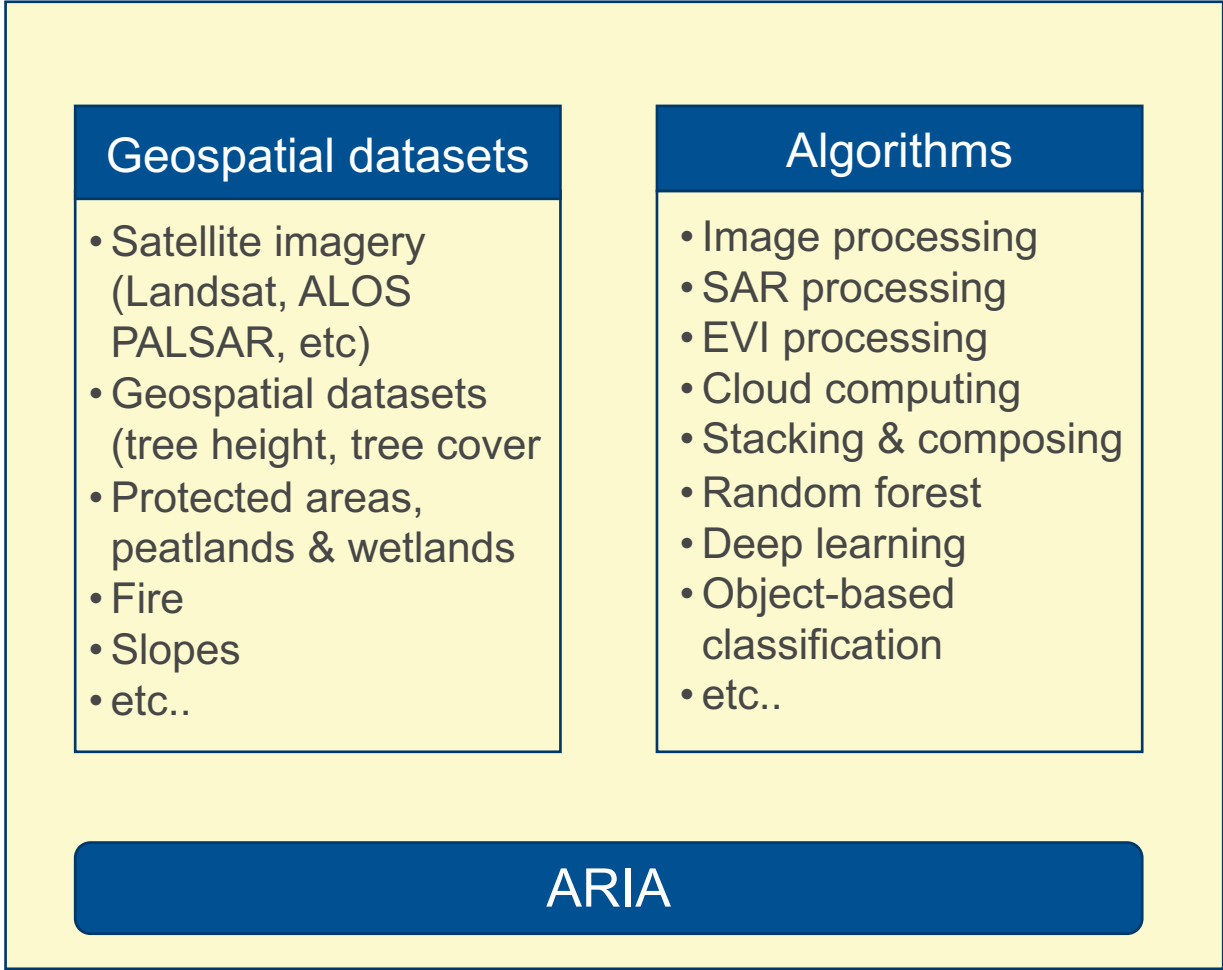 Geospatial datasets
• Satellite imagery
(Landsat, ALOS
PALSAR, etc)
• Geospatial datasets
(tree height, tree cover
• Protected areas,
peatlands & wetlands
• Fire
• Slopes
• etc..
Algorithms
• Image processing
• SAR processing
• EVI processing
• Cloud computing
• Stacking & composing
• Random forest
• Deep learning
• Object-based
classification
• etc..
ARIA